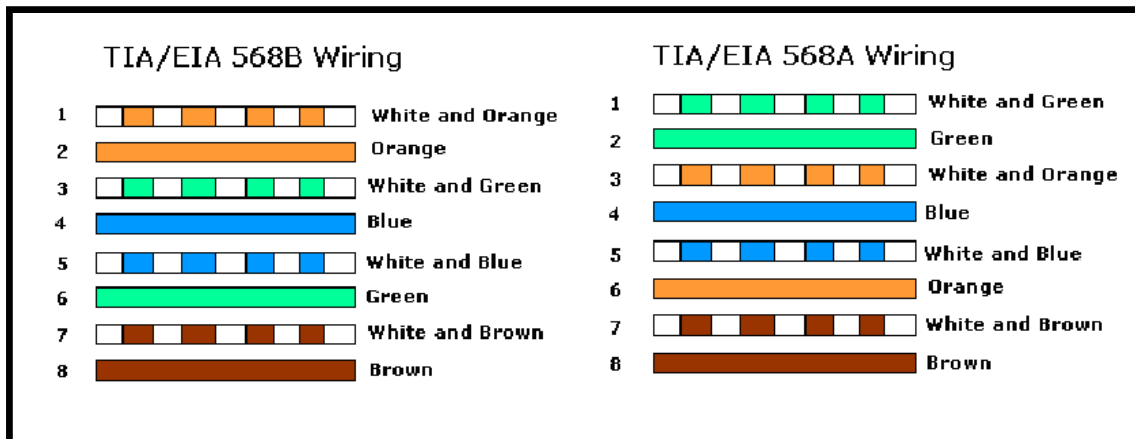 TIA/EIA 568B Wiring
1 White and Orange
2 Orange
3 White and Green
4 Blue
5 White and Blue
6 Green
7 White and Brown
8 Brown
TIA/EIA 568A Wiring
1 White and Green
2 Green
3 White and Orange
4 Blue
5 White and Blue
6 Orange
7 White and Brown
8 Brown